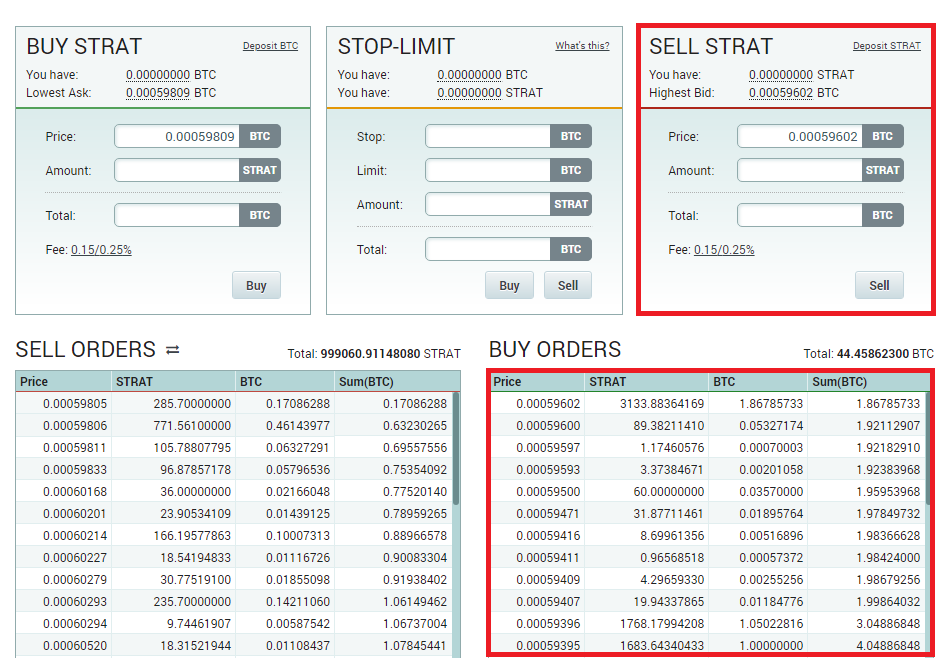 BUY STRAT Deposit BTC
You have: 0.00000000 BTC
Lowest Ask: 0.00059809 BTC
Price: 0.00059809 BTC
Amount: STRAT
Total: BTC
Fee: 0.15/0.25%
Buy
STOP-LIMIT What's this?
You have: 0.00000000 BTC
You have: 0.00000000 STRAT
Stop: BTC
Limit: BTC
Amount: STRAT
Total: BTC
Buy Sell
SELL STRAT Deposit STRAT
You have: 0.00000000 STRAT
Highest Bid: 0.00059602 BTC
Price: 0.00059602 BTC
Amount: STRAT
Total: BTC
Fee: 0.15/0.25%
Sell
SELL ORDERS ⇄ Total: 999060.91148080 STRAT
Price STRAT BTC Sum(BTC)
0.00059805 285.70000000 0.17086288 0.17086288
0.00059806 771.56100000 0.46143977 0.63230265
0.00059811 105.78807795 0.06327291 0.69557556
0.00059833 96.87857178 0.05796536 0.75354092
0.00060168 36.00000000 0.02166048 0.77520140
0.00060201 23.90534109 0.01439125 0.78959265
0.00060214 166.19577863 0.10007313 0.88966578
0.00060227 18.54194833 0.01116726 0.90083304
0.00060279 30.77519100 0.01855098 0.91938402
0.00060293 235.70000000 0.14211060 1.06149462
0.00060294 9.74461907 0.00587542 1.06737004
0.00060520 18.31521944 0.01108437 1.07845441
BUY ORDERS Total: 44.45862300 BTC
Price STRAT BTC Sum(BTC)
0.00059602 3133.88364169 1.86785733 1.86785733
0.00059600 89.38211410 0.05327174 1.92112907
0.00059597 1.17460576 0.00070003 1.92182910
0.00059593 3.37384671 0.00201058 1.92383968
0.00059500 60.00000000 0.03570000 1.95953968
0.00059471 31.87711461 0.01895764 1.97849732
0.00059416 8.69961356 0.00516896 1.98366628
0.00059411 0.96568518 0.00057372 1.98424000
0.00059409 4.29659330 0.00255256 1.98679256
0.00059407 19.94337865 0.01184776 1.99864032
0.00059396 1768.17994208 1.05022816 3.04886848
0.00059395 1683.64340433 1.00000000 4.04886848